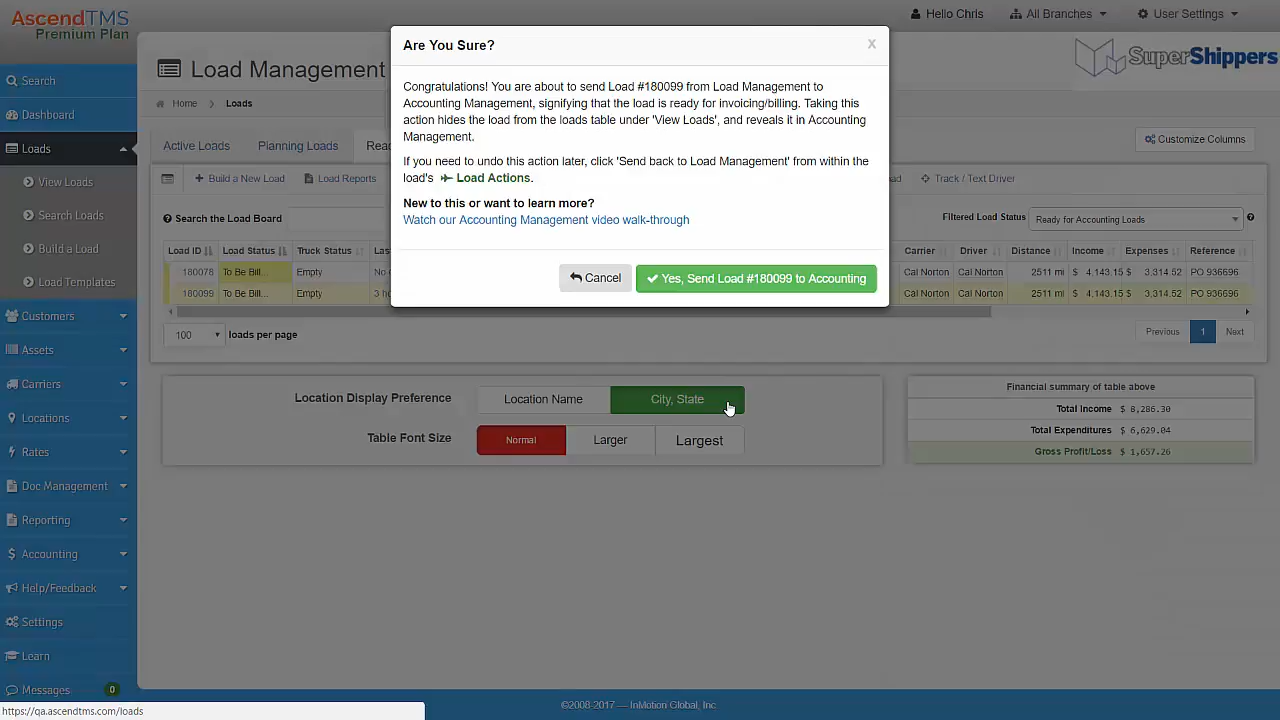 AscendTMS
Premium Plan
Hello Chris
All Branches
User Settings
Search
Dashboard
Loads
View Loads
Search Loads
Build a Load
Load Templates
Customers
Assets
Carriers
Locations
Rates
Doc Management
Reporting
Accounting
Help/Feedback
Settings
Learn
Messages 0
https://qa.ascendtms.com/loads
Load Management
SuperShippers
Home Loads
Active Loads Planning Loads
Customize Columns
Build a New Load Load Reports Track / Text Driver
Search the Load Board
Filtered Load Status Ready for Accounting Loads
Load ID Load Status Truck Status Carrier Driver Distance Income Expenses Reference
180078 To Be Bill... Empty Cal Norton Cal Norton 2511 mi $ 4,143.15 $ 3,314.52 PO 936696
180099 To Be Bill... Empty Cal Norton Cal Norton 2511 mi $ 4,143.15 $ 3,314.52 PO 936696
100 loads per page
Previous 1 Next
Are You Sure?
X
Congratulations! You are about to send Load #180099 from Load Management to
Accounting Management, signifying that the load is ready for invoicing/billing. Taking this
action hides the load from the loads table under 'View Loads', and reveals it in Accounting
Management.
If you need to undo this action later, click 'Send back to Load Management' from within the
load's Load Actions.
New to this or want to learn more?
Watch our Accounting Management video walk-through
Cancel
Yes, Send Load #180099 to Accounting
Location Display Preference Location Name City, State
Table Font Size Normal Larger Largest
Financial summary of table above
Total Income $ 8,286.30
Total Expenditures $ 6,629.04
Gross Profit/Loss $ 1,657.26
©2008-2017 — InMotion Global, Inc.